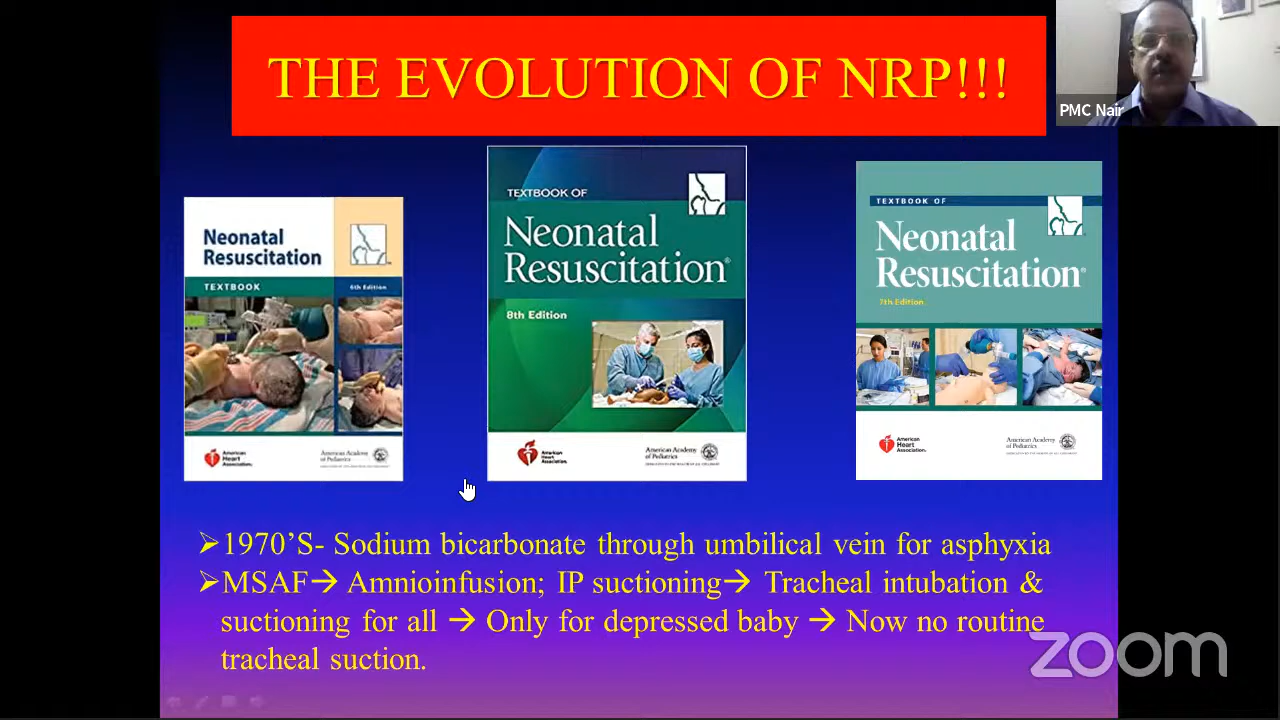 THE EVOLUTION OF NRP!!!
PMC Nair
Neonatal
Resuscitation
TEXTBOOK
6th Edition
American
Heart
Association
American Academy
of Pediatrics
TEXTBOOK OF
Neonatal
Resuscitation®
8th Edition
American
Heart
Association
American Academy
of Pediatrics
TEXTBOOK OF
Neonatal
Resuscitation®
7th Edition
American
Heart
Association
American Academy
of Pediatrics
➢1970’S- Sodium bicarbonate through umbilical vein for asphyxia
➢MSAF→ Amnioinfusion; IP suctioning→ Tracheal intubation &
suctioning for all → Only for depressed baby → Now no routine
tracheal suction.
zoom